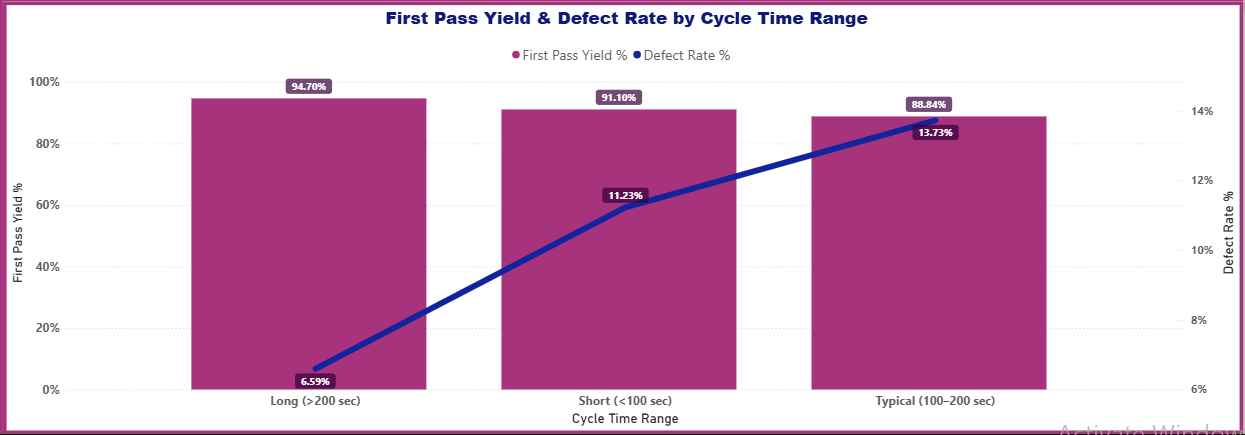 First Pass Yield & Defect Rate by Cycle Time Range
First Pass Yield % Defect Rate %
100%
80%
60%
40%
20%
0%
First Pass Yield %
94.70%
91.10%
88.84%
13.73%
11.23%
6.59%
14%
12%
10%
8%
6%
Defect Rate %
Long (>200 sec) Short (<100 sec) Typical (100–200 sec)
Cycle Time Range
Activate Window